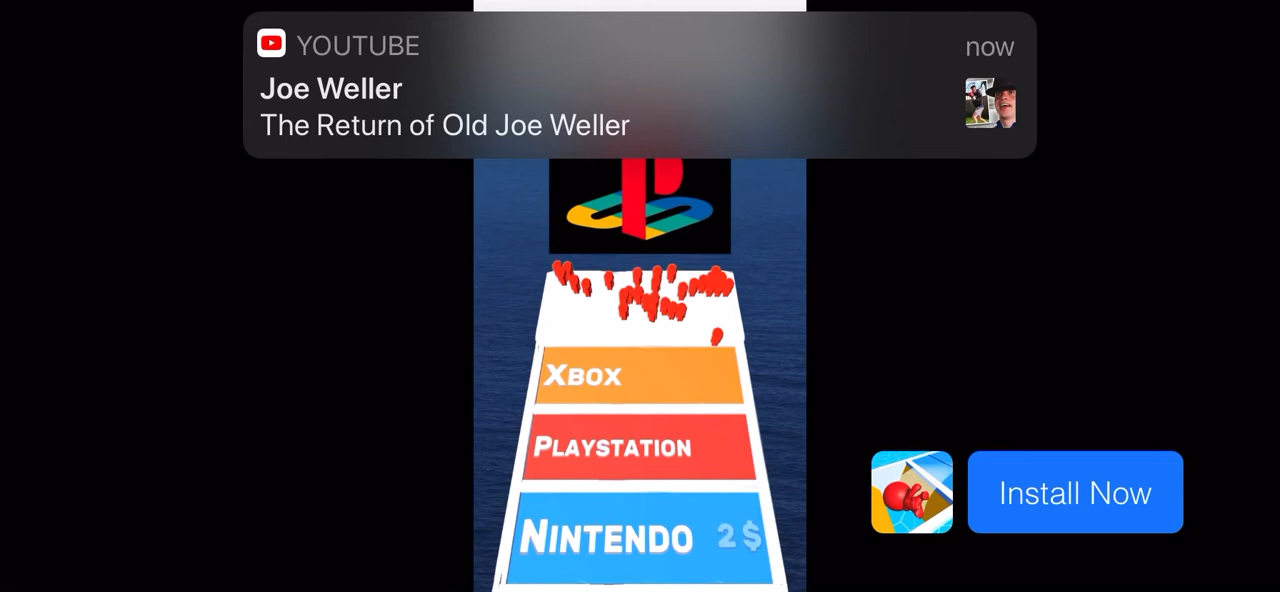 YOUTUBE
now
Joe Weller
The Return of Old Joe Weller
XBOX
PLAYSTATION
NINTENDO 2$
Install Now